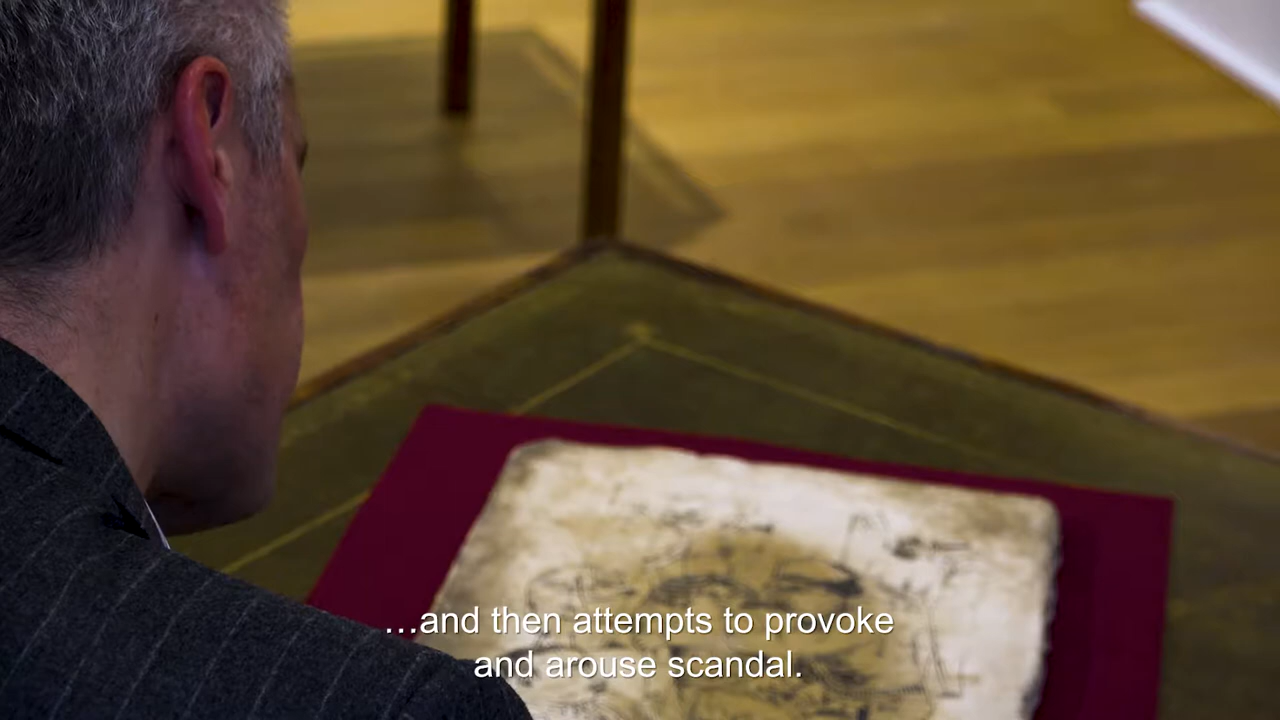 …and then attempts to provoke
and arouse scandal.